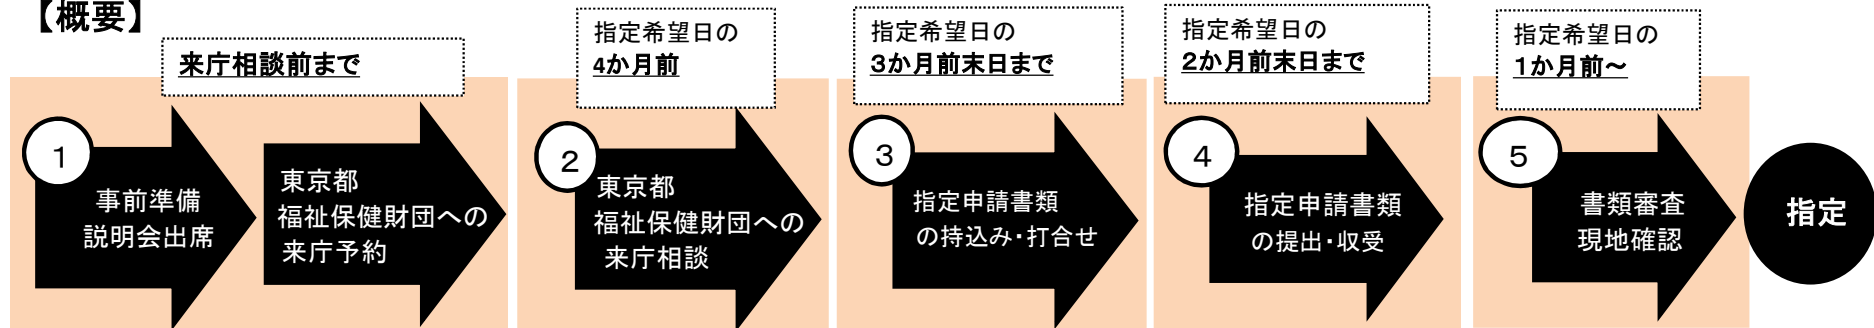 【概要】
来庁相談前まで
1
事前準備
説明会出席
東京都
福祉保健財団への
来庁予約
指定希望日の
4か月前
2
東京都
福祉保健財団への
来庁相談
指定希望日の
3か月前末日まで
3
指定申請書類
の持込み・打合せ
指定希望日の
2か月前末日まで
4
指定申請書類
の提出・収受
指定希望日の
1か月前～
5
書類審査
現地確認
指定